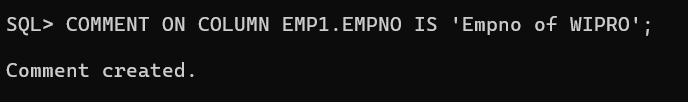 SQL> COMMENT ON COLUMN EMP1.EMPNO IS 'Empno of WIPRO';
Comment created.